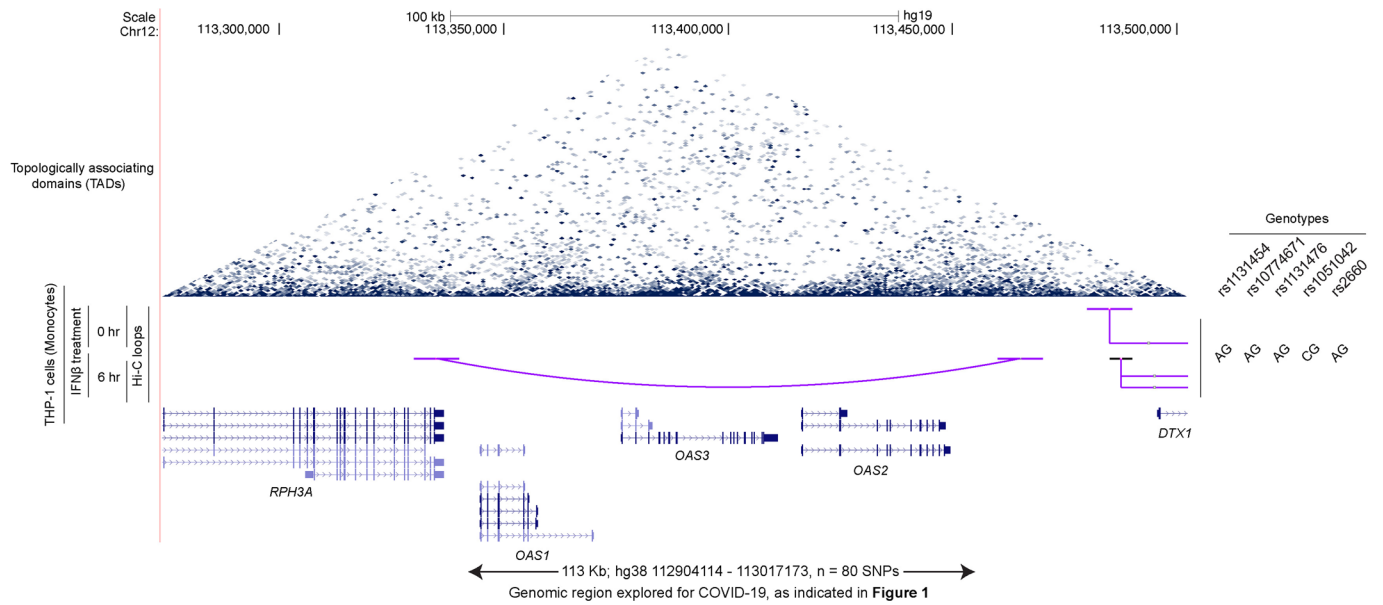 Scale
100 kb
hg19
Chr12:
113,300,000
113,350,000
113,400,000
113,450,000
113,500,000
Topologically associating
domains (TADs)
Genotypes
rs1131454
rs10774671
rs1131476
rs1051042
rs2660
THP-1 cells (Monocytes)
IFNβ treatment
0 hr
6 hr
Hi-C loops
AG
AG
AG
CG
AG
RPH3A
OAS1
OAS3
OAS2
DTX1
113 Kb; hg38 112904114 - 113017173, n = 80 SNPs
Genomic region explored for COVID-19, as indicated in Figure 1